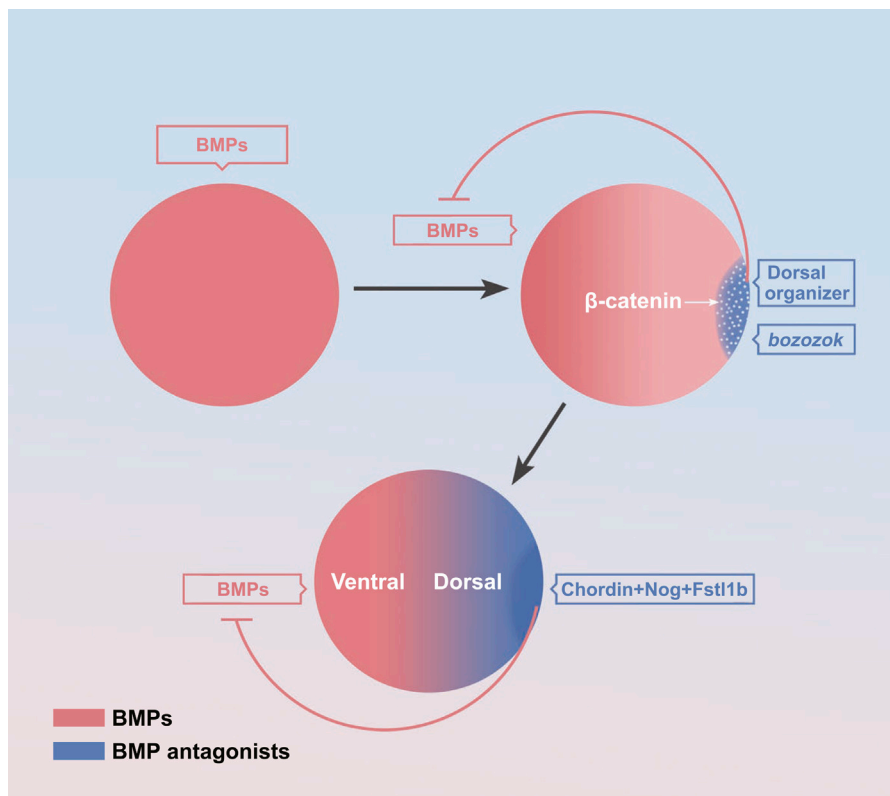 BMPs
BMPs
β-catenin
Dorsal
organizer
bozozok
BMPs
Ventral
Dorsal
Chordin+Nog+Fstl1b
BMPs
BMP antagonists